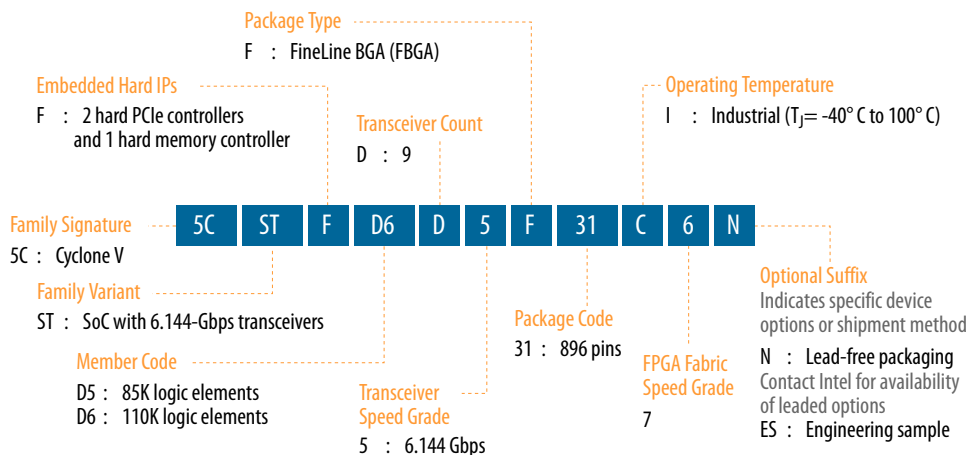 Package Type
F : FineLine BGA (FBGA)
Embedded Hard IPs
F : 2 hard PCIe controllers
and 1 hard memory controller
Transceiver Count
D : 9
Operating Temperature
I : Industrial (TJ= -40° C to 100° C)
5C ST F D6 D 5 F 31 C 6 N
Family Signature
5C : Cyclone V
Family Variant
ST : SoC with 6.144-Gbps transceivers
Member Code
D5 : 85K logic elements
D6 : 110K logic elements
Transceiver
Speed Grade
5 : 6.144 Gbps
Package Code
31 : 896 pins
FPGA Fabric
Speed Grade
7
Optional Suffix
Indicates specific device
options or shipment method
N : Lead-free packaging
Contact Intel for availability
of leaded options
ES : Engineering sample